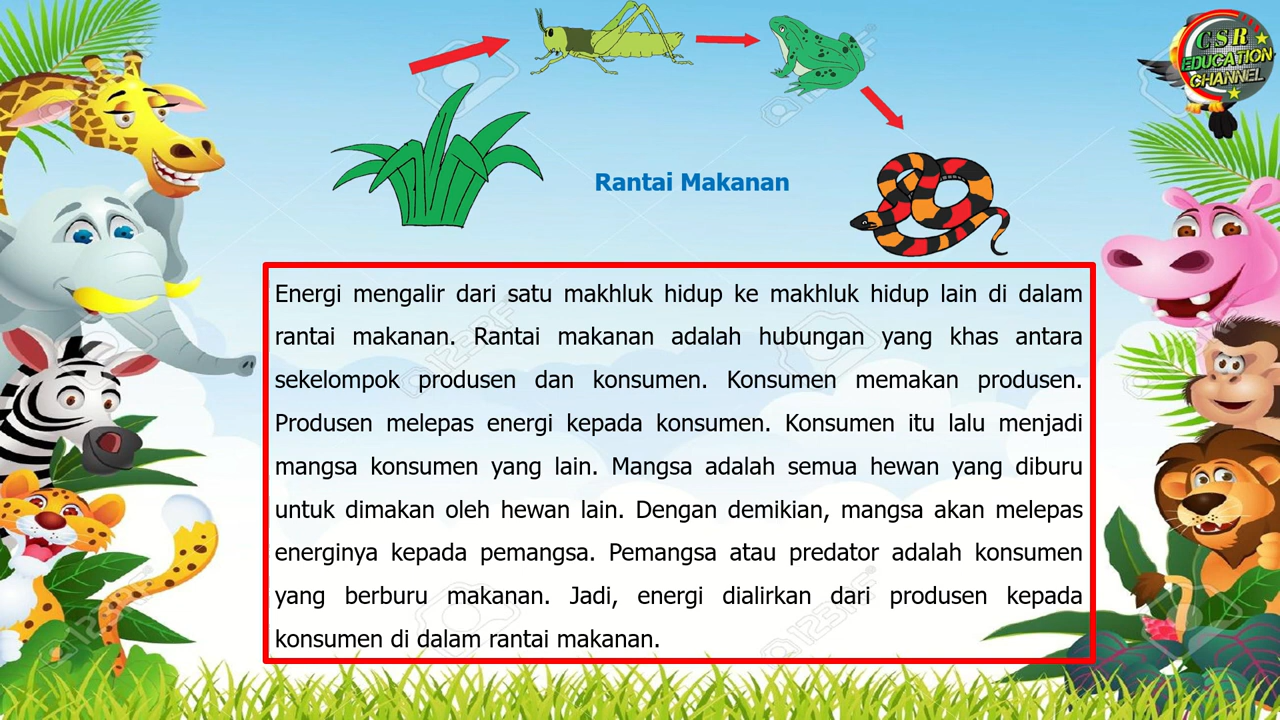 CSR
EDUCATION
CHANNEL
Rantai Makanan
Energi mengalir dari satu makhluk hidup ke makhluk hidup lain di dalam
rantai makanan. Rantai makanan adalah hubungan yang khas antara
sekelompok produsen dan konsumen. Konsumen memakan produsen.
Produsen melepas energi kepada konsumen. Konsumen itu lalu menjadi
mangsa konsumen yang lain. Mangsa adalah semua hewan yang diburu
untuk dimakan oleh hewan lain. Dengan demikian, mangsa akan melepas
energinya kepada pemangsa. Pemangsa atau predator adalah konsumen
yang berburu makanan. Jadi, energi dialirkan dari produsen kepada
konsumen di dalam rantai makanan.
123RF